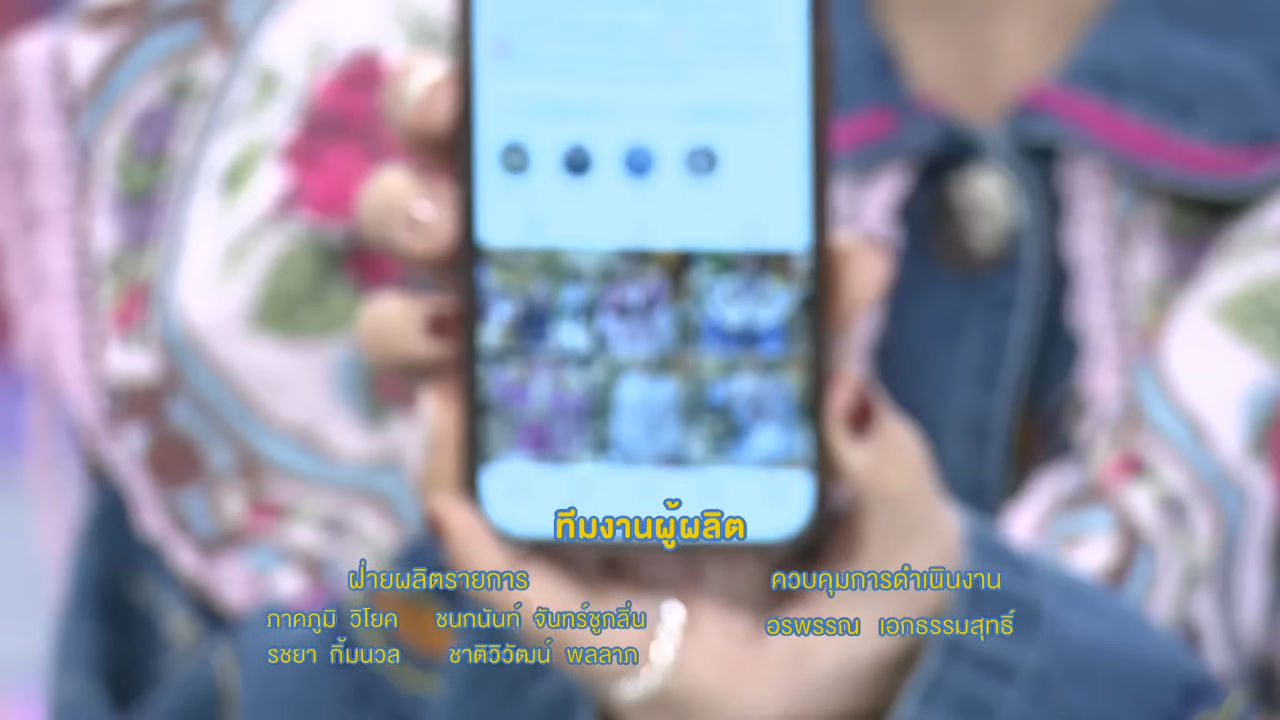 ทีมงานผู้ผลิต
ฝ่ายผลิตรายการ
ภาคภูมิ วิโยค ชนกนันท์ จันทร์ชูกลิ่น
รชยา กิ้มนวล ชาติวิวัฒน์ พลลาภ
ควบคุมการดำเนินงาน
อรพรรณ เอกธรรมสุทธิ์